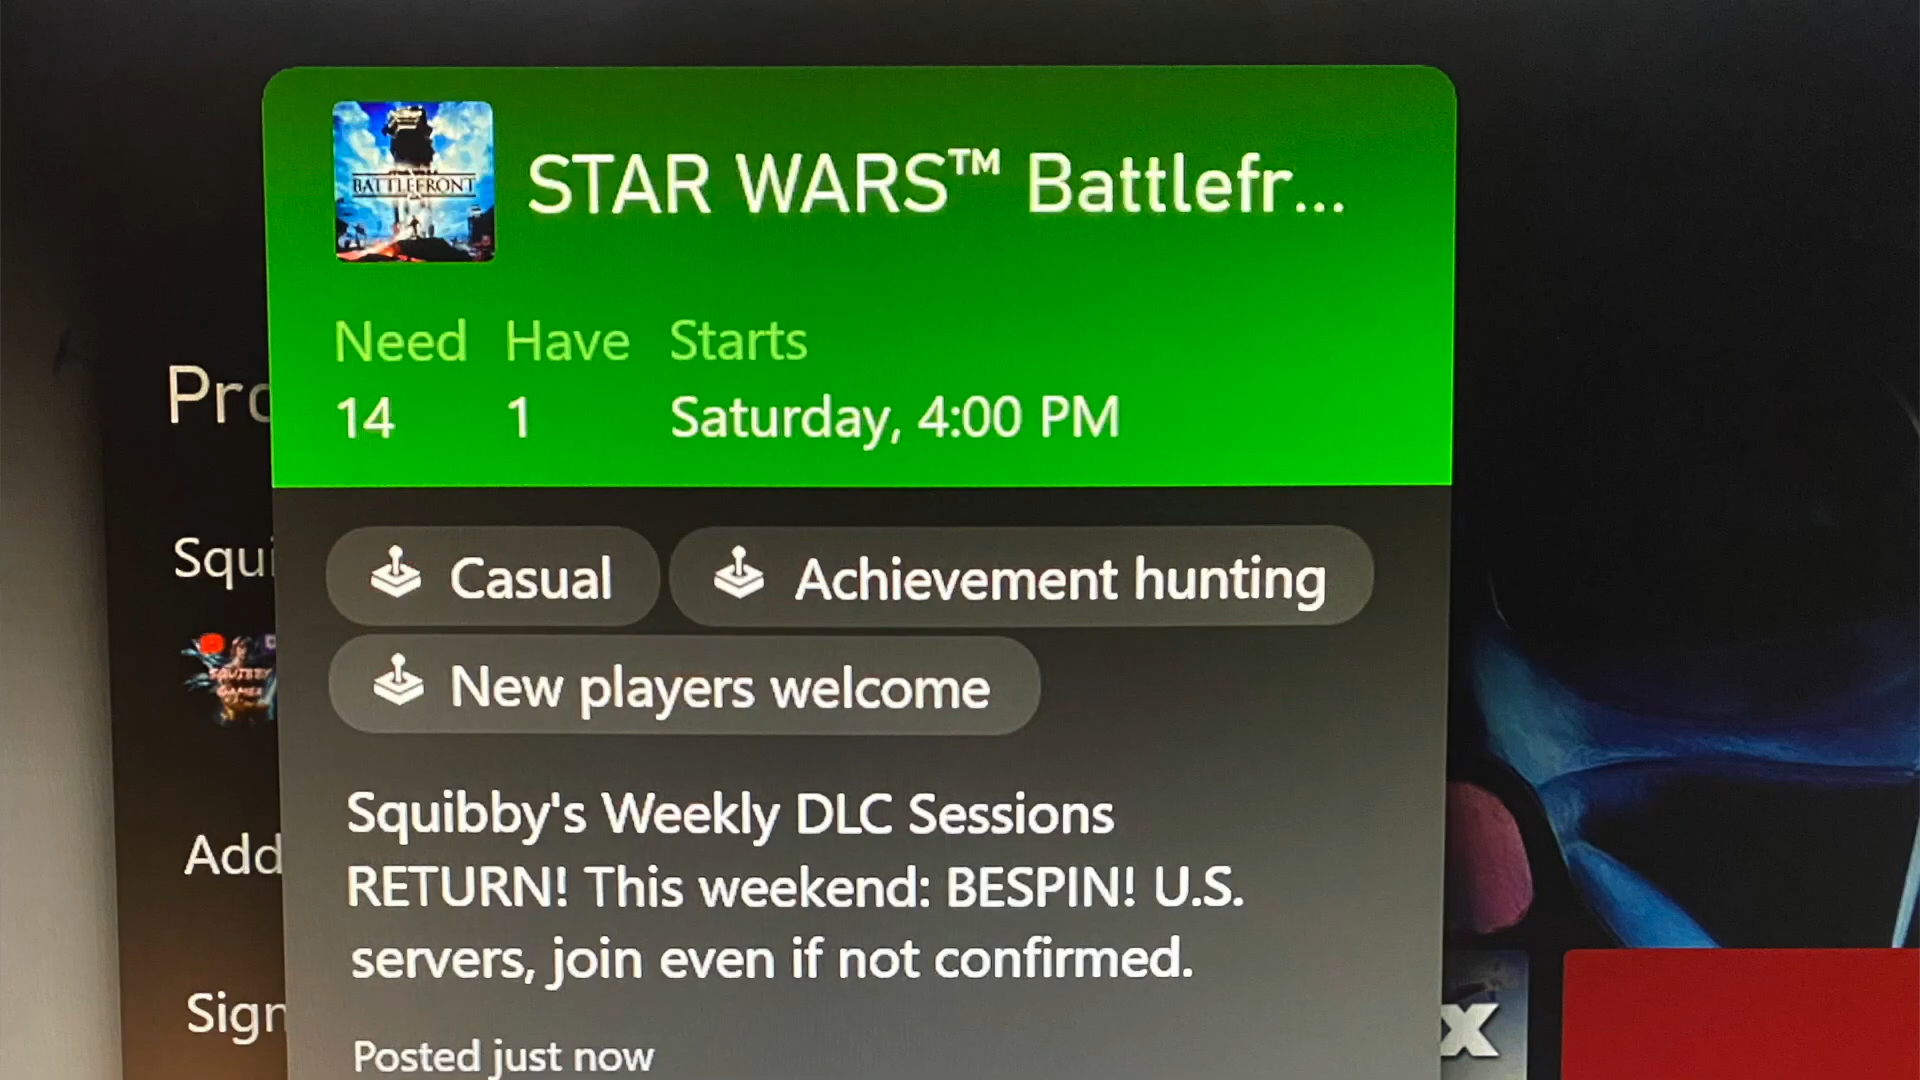 BATTLEFRONT
STAR WARS™ Battlefr...
Need Have Starts
14 1 Saturday, 4:00 PM
Pro
Casual
Achievement hunting
Squi
New players welcome
SQUIBBY
GAMER
Squibby's Weekly DLC Sessions
RETURN! This weekend: BESPIN! U.S.
servers, join even if not confirmed.
Add
Sign
Posted just now
x